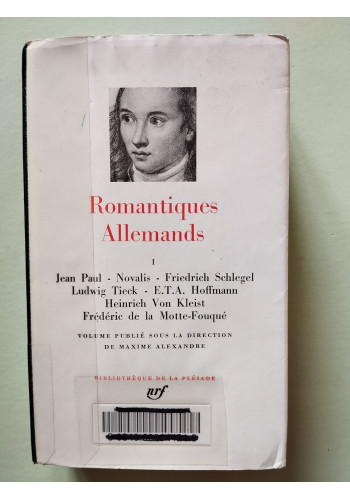 Romantiques
Allemands
I
Jean Paul - Novalis - Friedrich Schlegel
Ludwig Tieck - E.T.A. Hoffmann
Heinrich Von Kleist
Frédéric de la Motte-Fouqué
VOLUME PUBLIÉ SOUS LA DIRECTION
DE MAXIME ALEXANDRE
BIBLIOTHÈQUE DE LA PLÉIADE
nrf